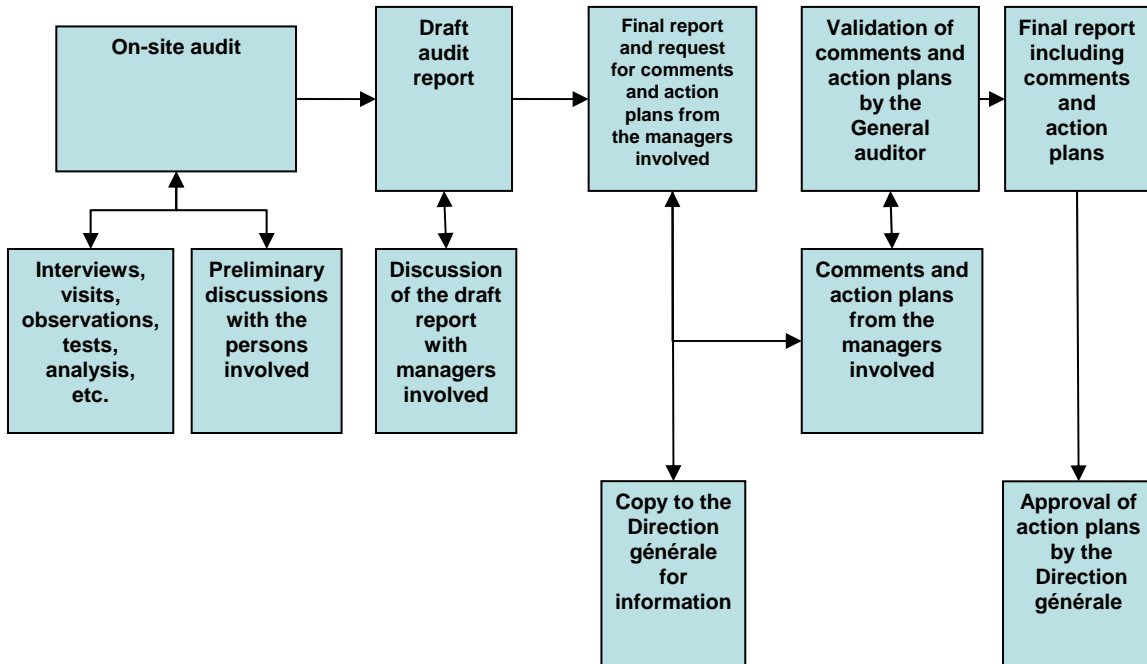 On-site audit
Draft
audit
report
Final report
and request
for comments
and action
plans from
the managers
involved
Validation of
comments and
action plans
by the
General
auditor
Final report
including
comments
and
action
plans
Interviews,
visits,
observations,
tests,
analysis,
etc.
Preliminary
discussions
with the
persons
involved
Discussion
of the draft
report
with
managers
involved
Comments and
action plans
from the
managers
involved
Copy to the
Direction
générale
for
information
Approval of
action plans
by the
Direction
générale